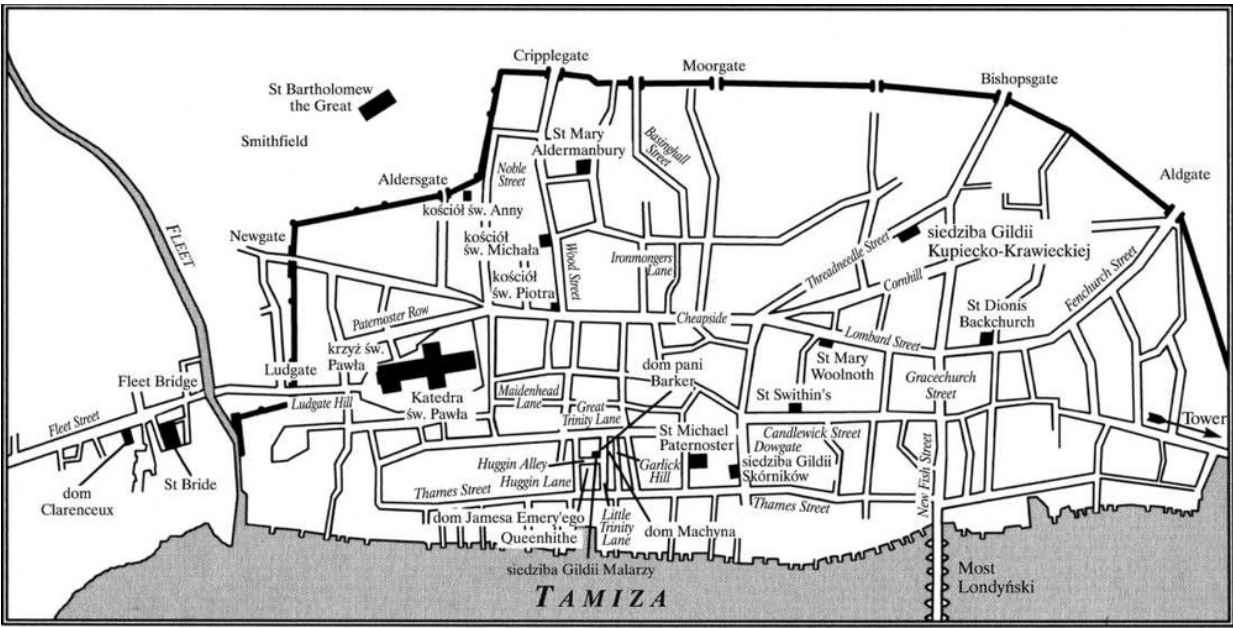 Cripplegate
Moorgate
Bishopsgate
St Bartholomew
the Great
Smithfield
St Mary
Aldermanbury
Basinghall
Street
Noble
Street
Aldersgate
Aldgate
kościół św. Anny
FLEET
Newgate
kościół
św. Michała
Wood Street
Ironmongers
Lane
Threadneedle Street
siedziba Gildii
Kupiecko-Krawieckiej
kościół
św. Piotra
Cornhill
Fenchurch Street
Paternoster Row
Cheapside
St Dionis
Backchurch
Lombard Street
krzyż św.
Pawła
dom pani
Barker
St Mary
Woolnoth
Ludgate
Fleet Bridge
Gracechurch
Street
Katedra
św. Pawła
Maidenhead
Lane
St Swithin's
Ludgate Hill
Great
Trinity Lane
Fleet Street
Tower
St Michael
Paternoster
Candlewick Street
Dowgate
siedziba Gildii
Skórników
Huggin Alley
Huggin Lane
Garlick
Hill
St Bride
dom
Clarenceux
Thames Street
Thames Street
New Fish Street
dom Jamesa Emery'ego
Queenhithe
Little
Trinity
Lane
dom Machyna
siedziba Gildii Malarzy
Most
Londyński
TAMIZA